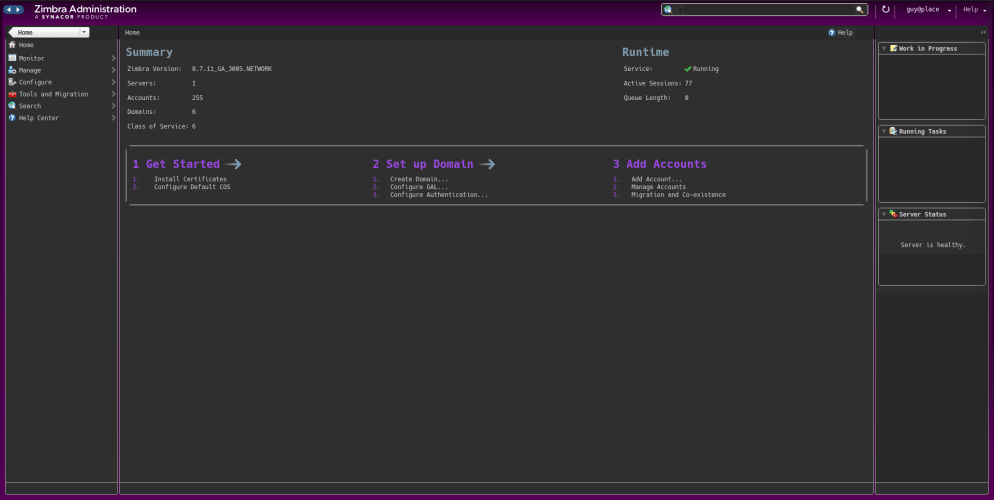 Zimbra Administration
A SYNACOR PRODUCT
guy@place
Help
Home
Home
Monitor
Manage
Configure
Tools and Migration
Search
Help Center
Home
Help
Summary
Zimbra Version: 8.7.11_GA_3005.NETWORK
Servers: 1
Accounts: 255
Domains: 6
Class of Service: 6
Runtime
Service: Running
Active Sessions: 77
Queue Length: 0
1 Get Started
1. Install Certificates
2. Configure Default COS
2 Set up Domain
1. Create Domain...
2. Configure GAL...
3. Configure Authentication...
3 Add Accounts
1. Add Account...
2. Manage Accounts
3. Migration and Co-existence
Work in Progress
Running Tasks
Server Status
Server is healthy.